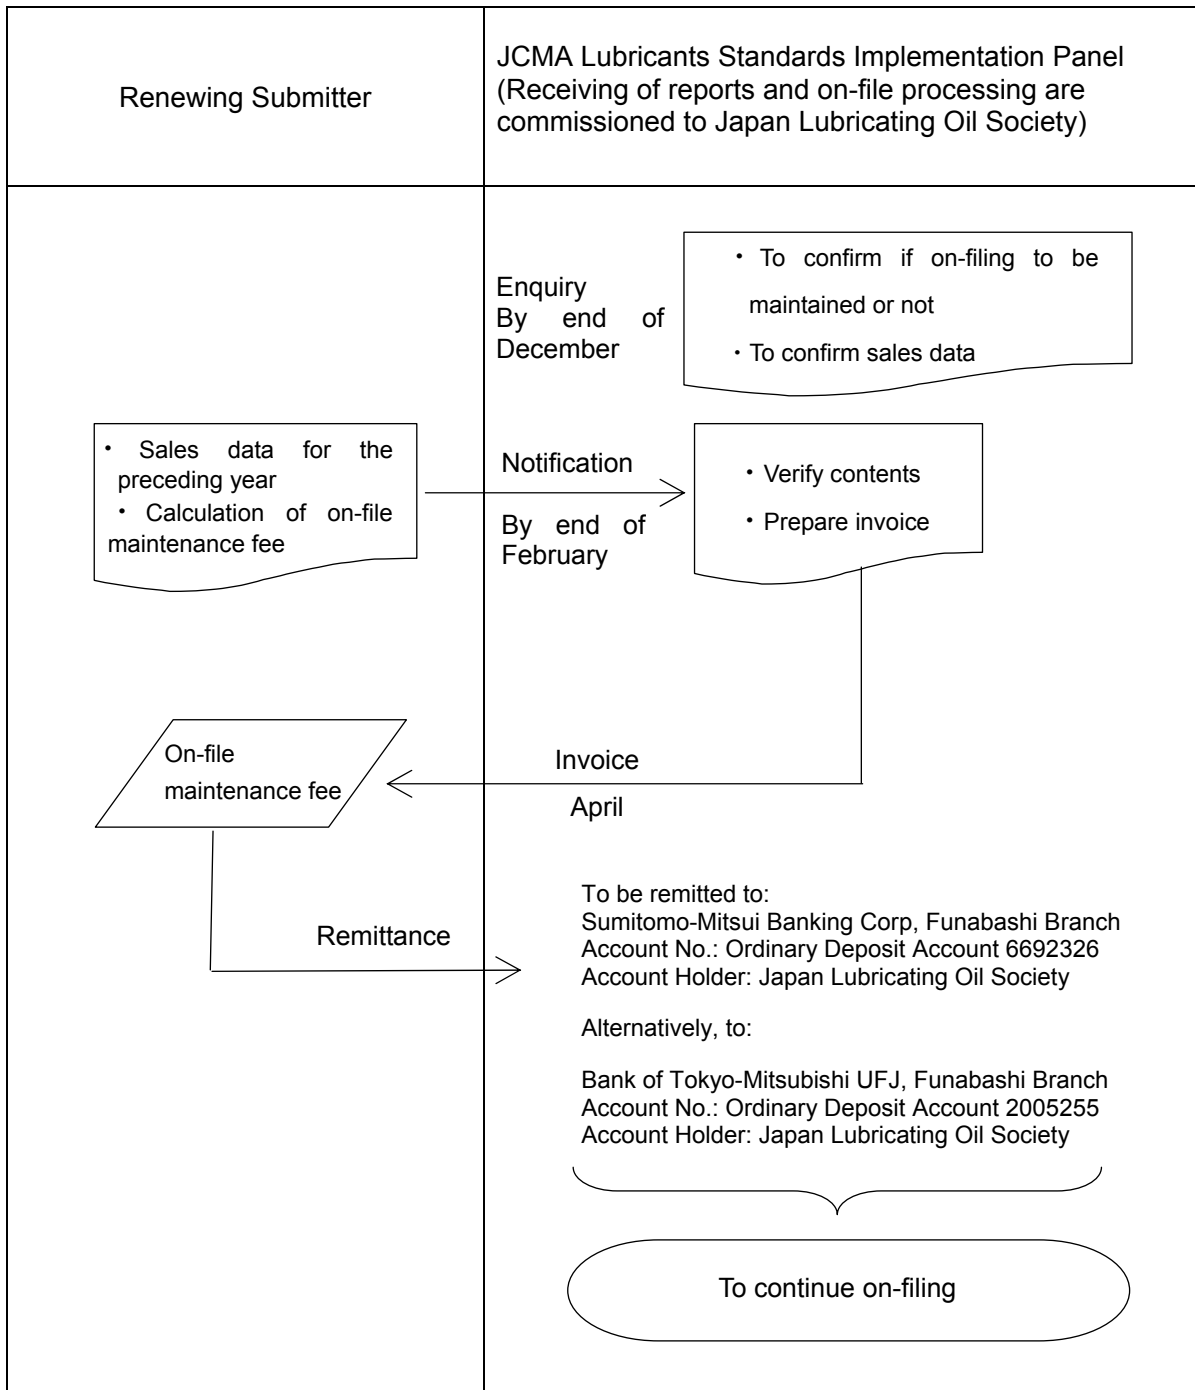 Renewing Submitter
JCMA Lubricants Standards Implementation Panel
(Receiving of reports and on-file processing are
commissioned to Japan Lubricating Oil Society)
Enquiry
By end of
December
・ To confirm if on-filing to be
maintained or not
・To confirm sales data
・ Sales data for the
preceding year
・ Calculation of on-file
maintenance fee
Notification
By end of
February
・Verify contents
・Prepare invoice
On-file
maintenance fee
Invoice
April
Remittance
To be remitted to:
Sumitomo-Mitsui Banking Corp, Funabashi Branch
Account No.: Ordinary Deposit Account 6692326
Account Holder: Japan Lubricating Oil Society
Alternatively, to:
Bank of Tokyo-Mitsubishi UFJ, Funabashi Branch
Account No.: Ordinary Deposit Account 2005255
Account Holder: Japan Lubricating Oil Society
To continue on-filing